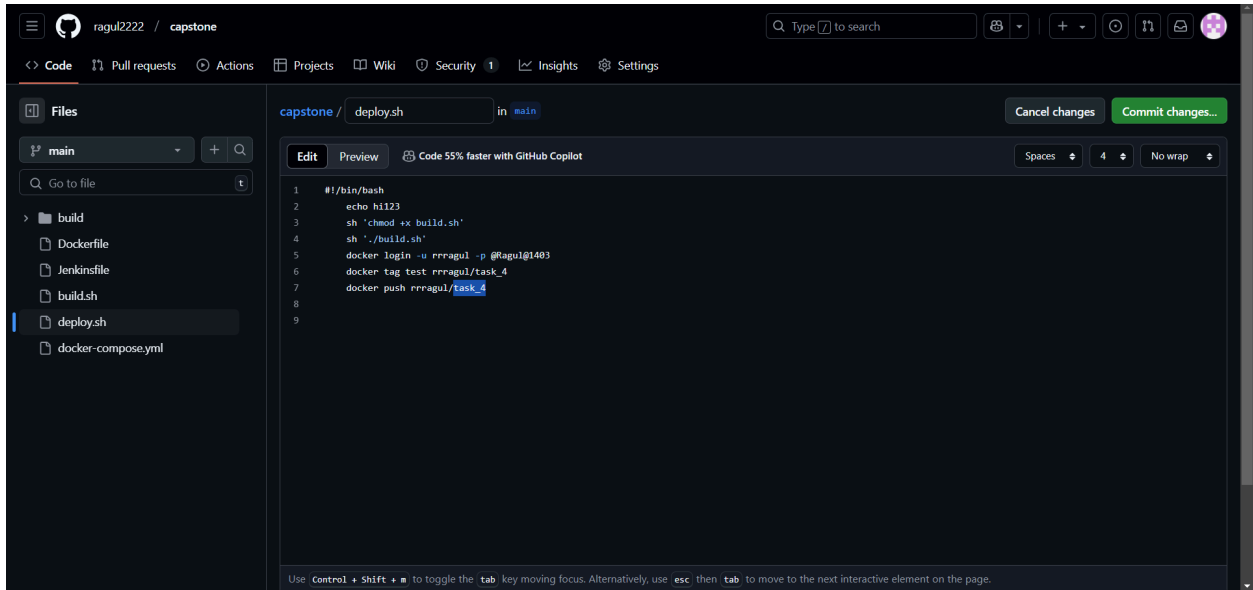 ragul2222 / capstone
Type / to search
<> Code Pull requests Actions Projects Wiki Security 1 Insights Settings
Files
capstone / deploy.sh in main
Cancel changes Commit changes...
main
Edit Preview Code 55% faster with GitHub Copilot
Spaces 4 No wrap
Go to file t
build
Dockerfile
Jenkinsfile
build.sh
deploy.sh
docker-compose.yml
1 #!/bin/bash
2 echo hi123
3 sh 'chmod +x build.sh'
4 sh './build.sh'
5 docker login -u rrragul -p @Ragul@1403
6 docker tag test rrragul/task_4
7 docker push rrragul/task_4
8
9
Use Control + Shift + m to toggle the tab key moving focus. Alternatively, use esc then tab to move to the next interactive element on the page.